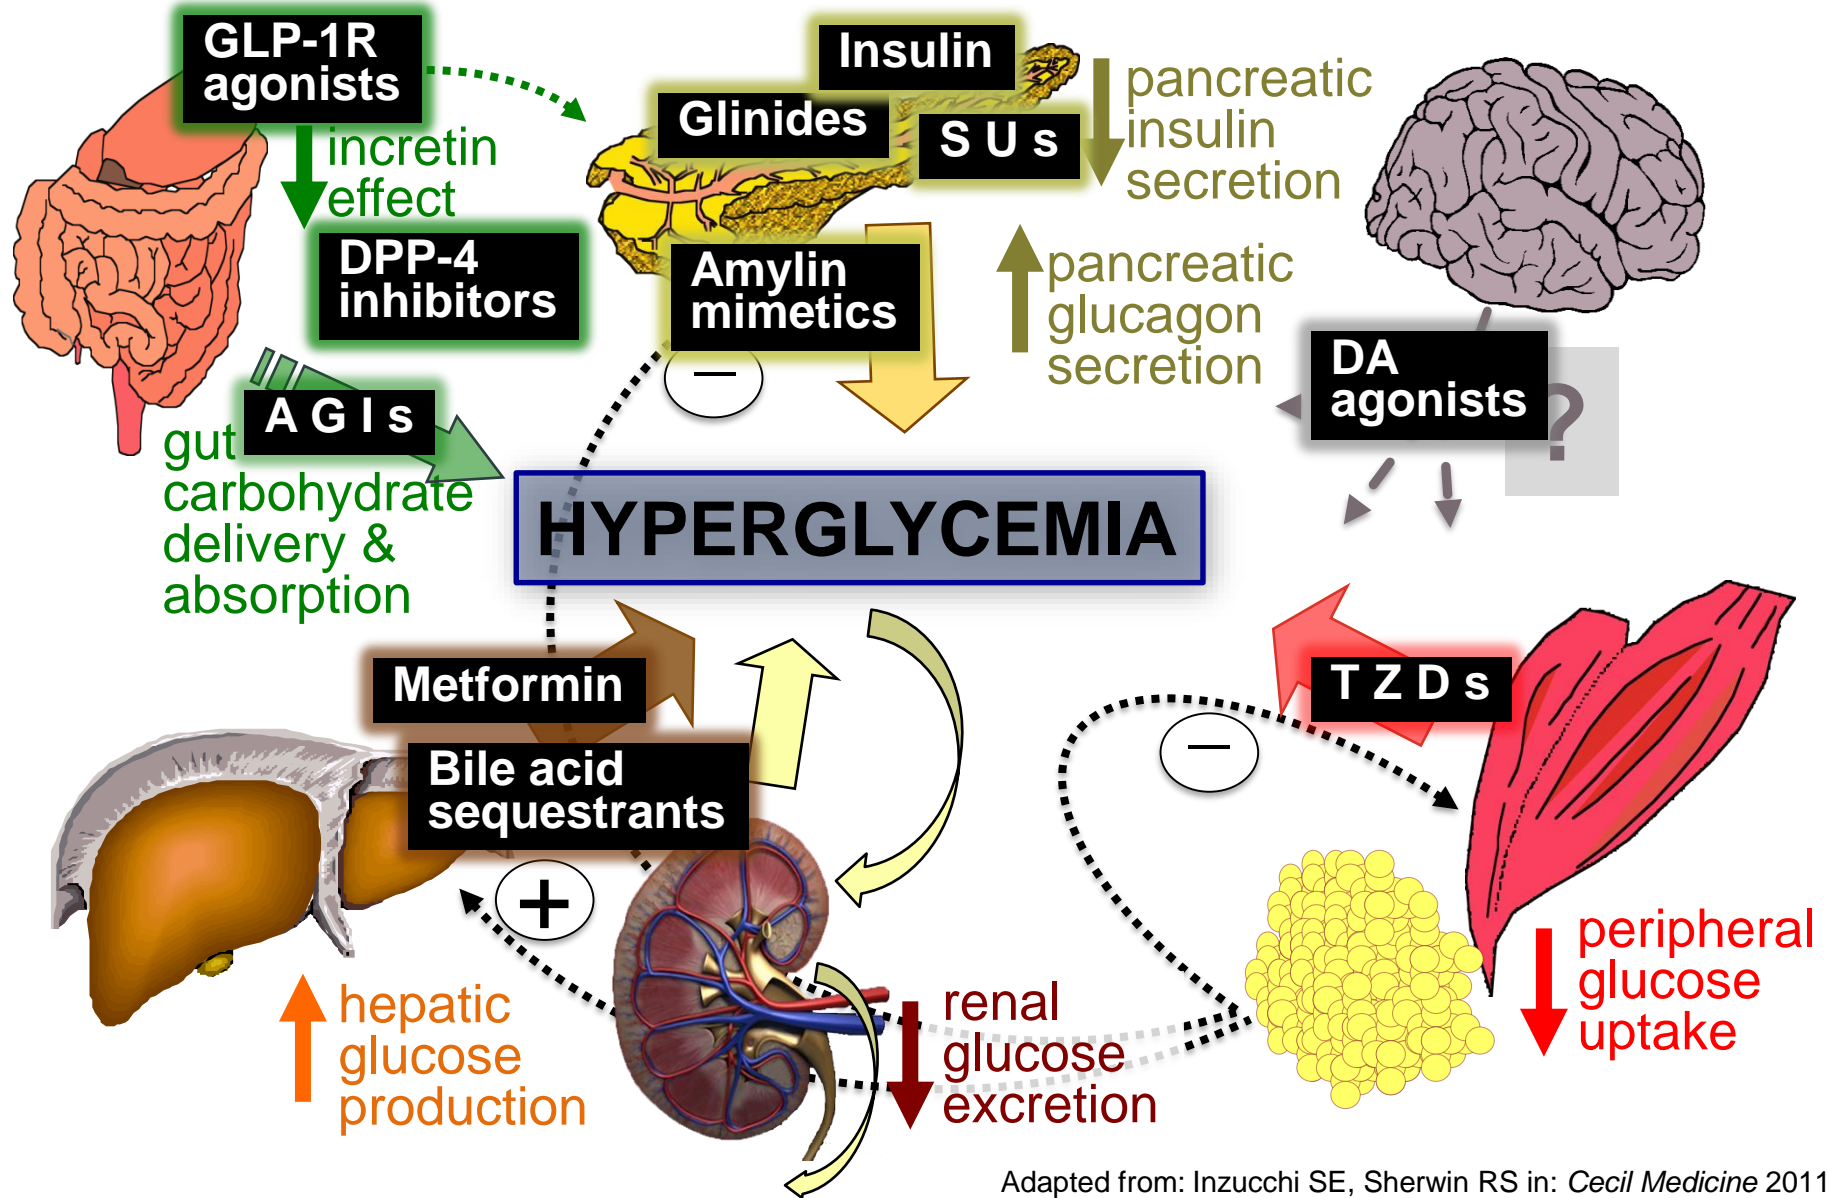 GLP-1R
agonists
incretin
effect
DPP-4
inhibitors
A G I s
gut
carbohydrate
delivery &
absorption
Insulin
Glinides
S U s
pancreatic
insulin
secretion
Amylin
mimetics
−
pancreatic
glucagon
secretion
DA
agonists
?
HYPERGLYCEMIA
Metformin
Bile acid
sequestrants
+
hepatic
glucose
production
renal
glucose
excretion
T Z D s
−
peripheral
glucose
uptake
Adapted from: Inzucchi SE, Sherwin RS in: Cecil Medicine 2011